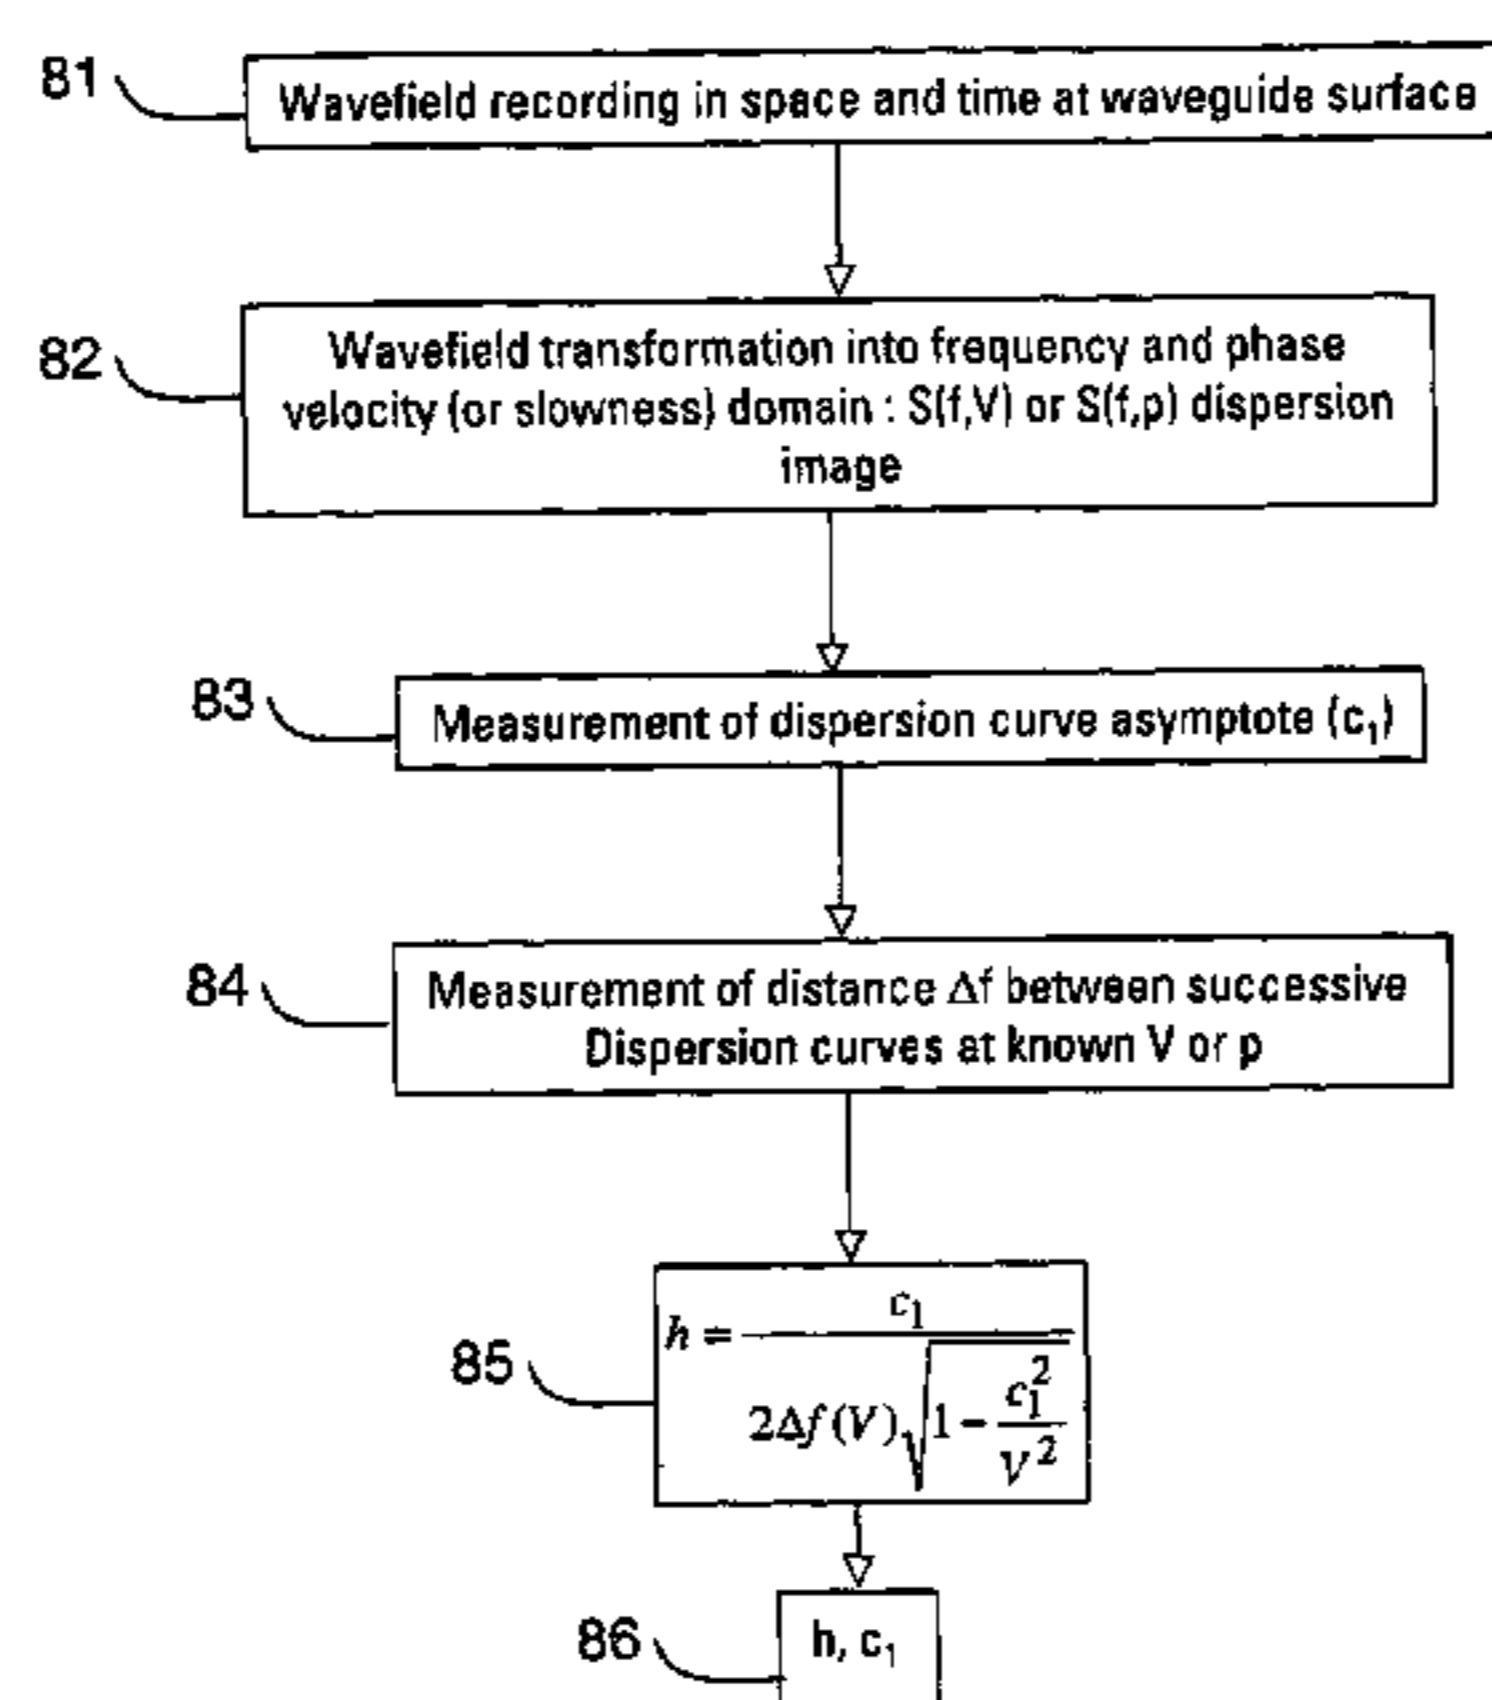 81
Wavefield recording in space and time at waveguide surface
82
Wavefield transformation into frequency and phase
velocity (or slowness) domain : S(f,V) or S(f,p) dispersion
image
83
Measurement of dispersion curve asymptote (c₁)
84
Measurement of distance Δf between successive
Dispersion curves at known V or p
85
h = c₁ / (2Δf(V)√(1 - c₁²/V²))
86
h, c₁